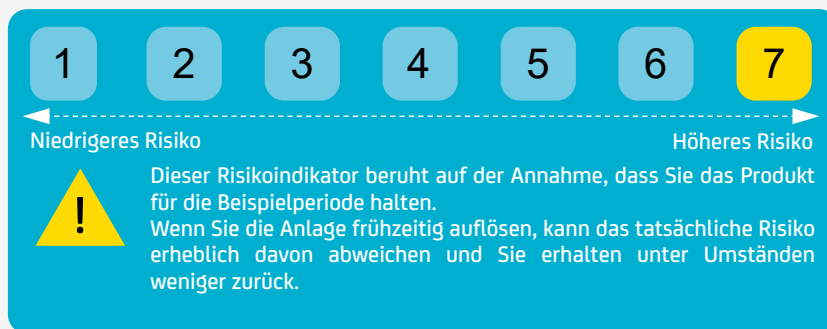 1 2 3 4 5 6 7
Niedrigeres Risiko Höheres Risiko
Dieser Risikoindikator beruht auf der Annahme, dass Sie das Produkt
für die Beispielperiode halten.
Wenn Sie die Anlage frühzeitig auflösen, kann das tatsächliche Risiko
erheblich davon abweichen und Sie erhalten unter Umständen
weniger zurück.
!